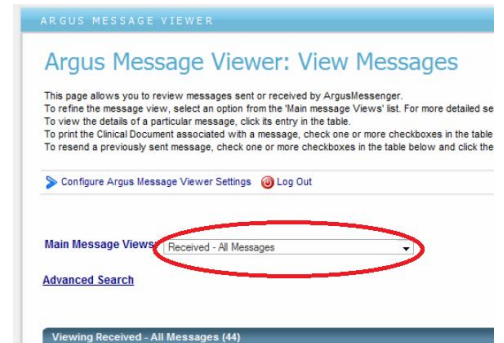 ARGUS MESSAGE VIEWER
Argus Message Viewer: View Messages
This page allows you to review messages sent or received by ArgusMessenger.
To refine the message view, select an option from the 'Main message Views' list. For more detailed se
To view the details of a particular message, click its entry in the table.
To print the Clinical Document associated with a message, check one or more checkboxes in the table
To resend a previously sent message, check one or more checkboxes in the table below and click the
Configure Argus Message Viewer Settings Log Out
Main Message Views: Received - All Messages
Advanced Search
Viewing Received - All Messages (44)